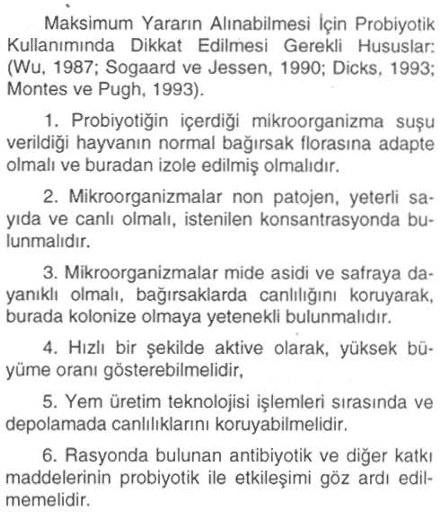 Maksimum Yararın Alınabilmesi İçin Probiyotik
Kullanımında Dikkat Edilmesi Gerekli Hususlar:
(Wu, 1987; Sogaard ve Jessen, 1990; Dicks, 1993;
Montes ve Pugh, 1993).
1. Probiyotiğin içerdiği mikroorganizma suşu
verildiği hayvanın normal bağırsak florasına adapte
olmalı ve buradan izole edilmiş olmalıdır.
2. Mikroorganizmalar non patojen, yeterli sa-
yıda ve canlı olmalı, istenilen konsantrasyonda bu-
lunmalıdır.
3. Mikroorganizmalar mide asidi ve safraya da-
yanıklı olmalı, bağırsaklarda canlılığını koruyarak,
burada kolonize olmaya yetenekli bulunmalıdır.
4. Hızlı bir şekilde aktive olarak, yüksek bü-
yüme oranı gösterebilmelidir,
5. Yem üretim teknolojisi işlemleri sırasında ve
depolamada canlılıklarını koruyabilmelidir.
6. Rasyonda bulunan antibiyotik ve diğer katkı
maddelerinin probiyotik ile etkileşimi göz ardı edil-
memelidir.